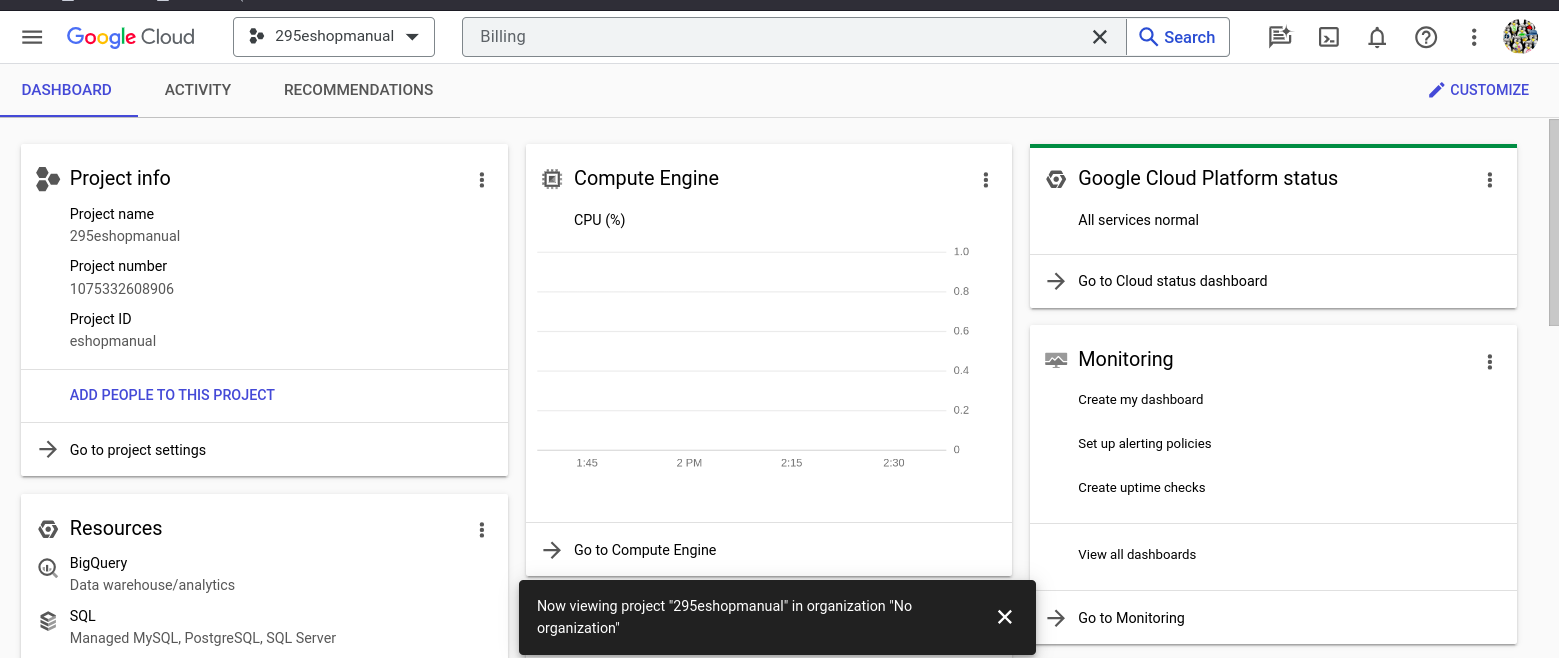 Google Cloud
295eshopmanual
Billing
Search
DASHBOARD
ACTIVITY
RECOMMENDATIONS
CUSTOMIZE
Project info
Project name
295eshopmanual
Project number
1075332608906
Project ID
eshopmanual
ADD PEOPLE TO THIS PROJECT
Go to project settings
Resources
BigQuery
Data warehouse/analytics
SQL
Managed MySQL, PostgreSQL, SQL Server
Compute Engine
CPU (%)
1.0
0.8
0.6
0.4
0.2
0
1:45
2 PM
2:15
2:30
Go to Compute Engine
Google Cloud Platform status
All services normal
Go to Cloud status dashboard
Monitoring
Create my dashboard
Set up alerting policies
Create uptime checks
View all dashboards
Go to Monitoring
Now viewing project "295eshopmanual" in organization "No
organization"